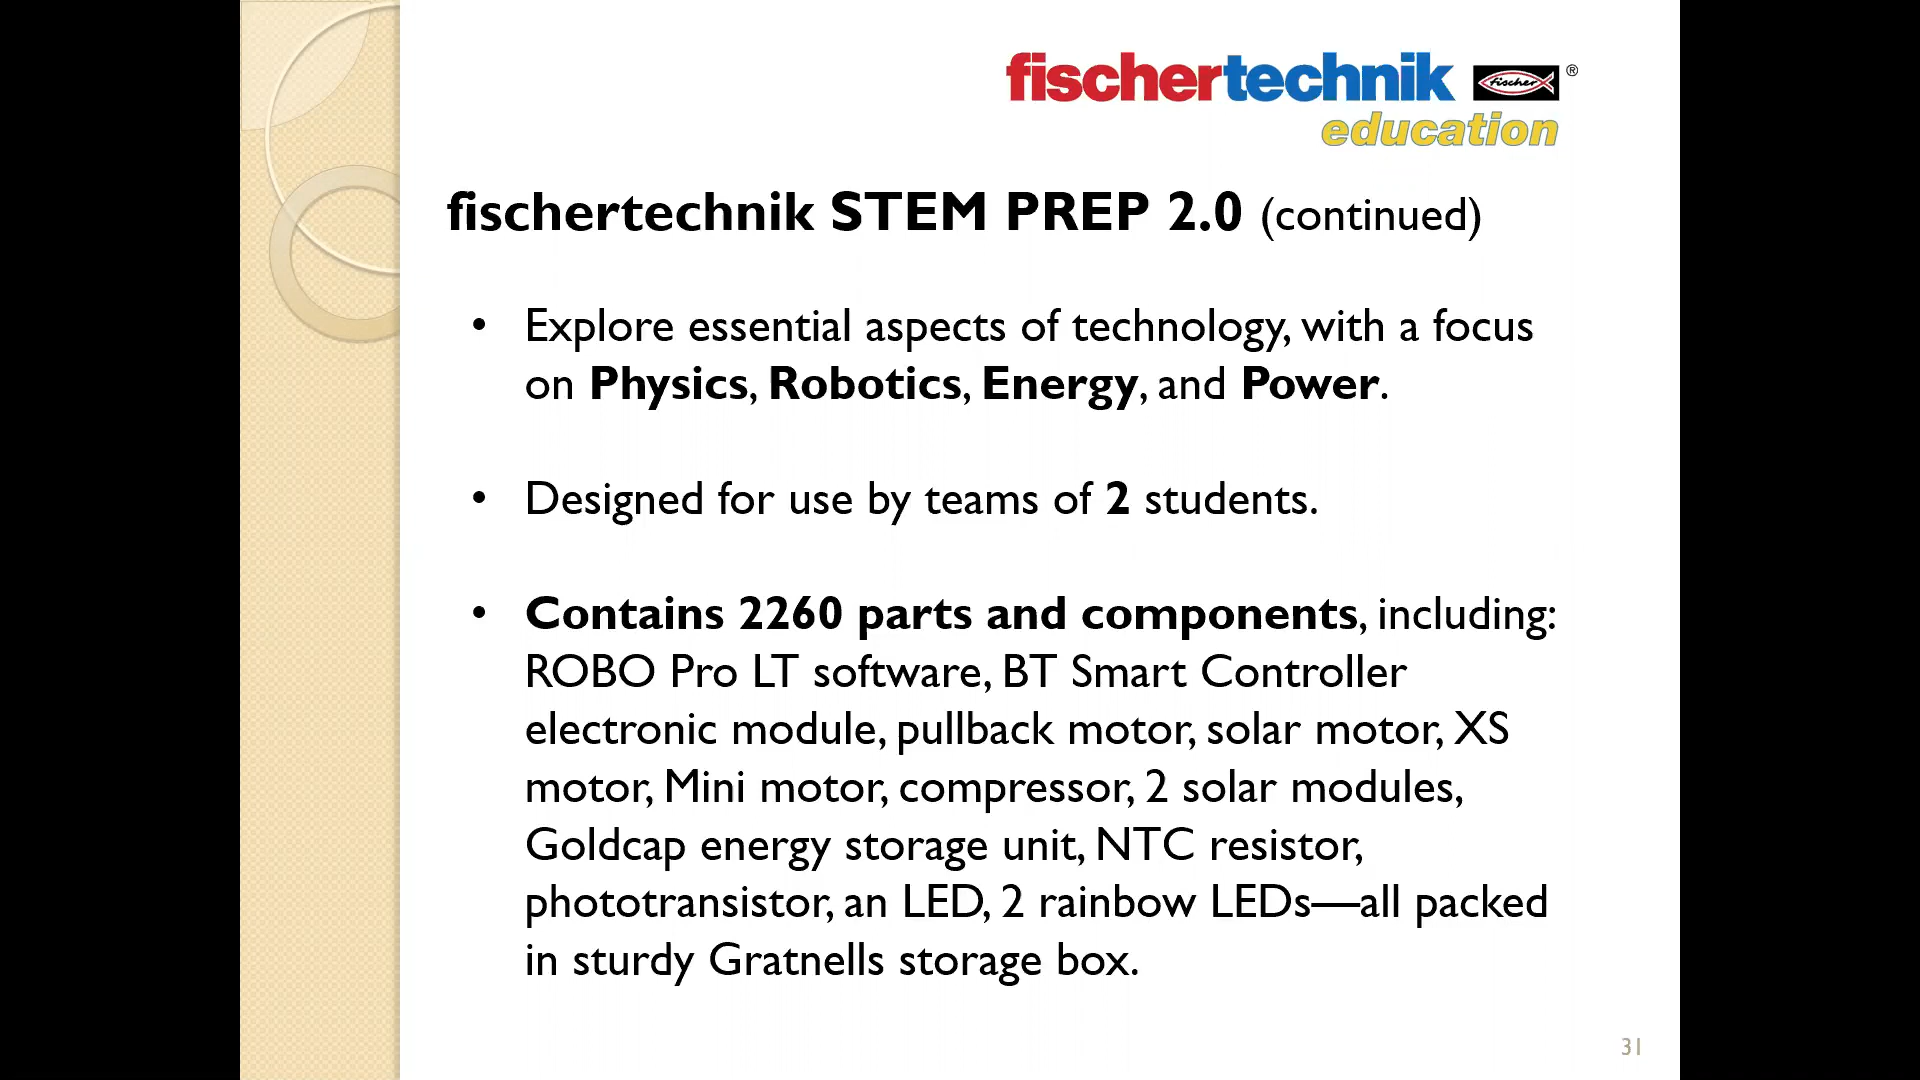 fischertechnik fischer ®
education
fischertechnik STEM PREP 2.0 (continued)
• Explore essential aspects of technology, with a focus
on Physics, Robotics, Energy, and Power.
• Designed for use by teams of 2 students.
• Contains 2260 parts and components, including:
ROBO Pro LT software, BT Smart Controller
electronic module, pullback motor, solar motor, XS
motor, Mini motor, compressor, 2 solar modules,
Goldcap energy storage unit, NTC resistor,
phototransistor, an LED, 2 rainbow LEDs—all packed
in sturdy Gratnells storage box.
31